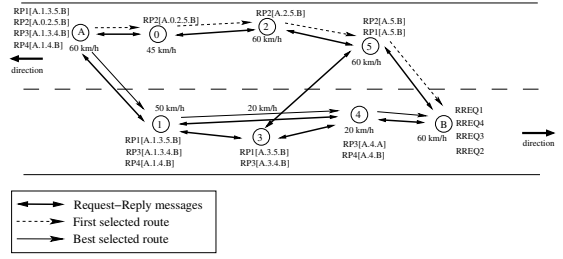 RP1[A.1.3.5.B]
RP2[A.0.2.5.B]
RP3[A.1.3.4.B]
RP4[A.1.4.B]
A
60 km/h
direction
RP2[A.0.2.5.B]
0
45 km/h
RP2[A.2.5.B]
2
60 km/h
RP2[A.5.B]
RP1[A.5.B]
5
60 km/h
50 km/h
1
RP1[A.1.3.5.B]
RP3[A.1.3.4.B]
RP4[A.1.4.B]
20 km/h
3
RP1[A.3.5.B]
RP3[A.3.4.B]
4
20 km/h
RP3[A.4.A]
RP4[A.4.B]
B
60 km/h
RREQ1
RREQ4
RREQ3
RREQ2
direction
Request-Reply messages
First selected route
Best selected route